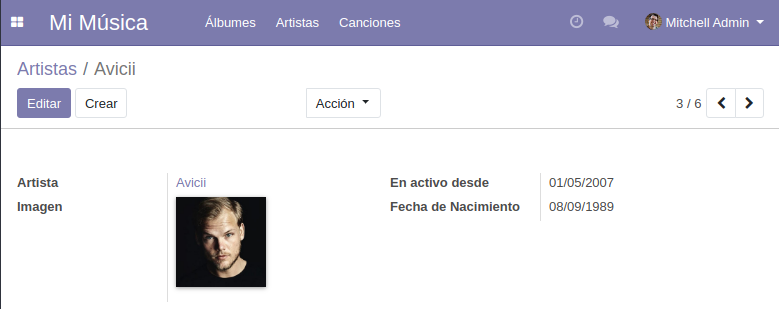 Mi Música Álbumes Artistas Canciones Mitchell Admin
Artistas / Avicii
Editar Crear Acción 3 / 6
Artista Avicii En activo desde 01/05/2007
Imagen Fecha de Nacimiento 08/09/1989